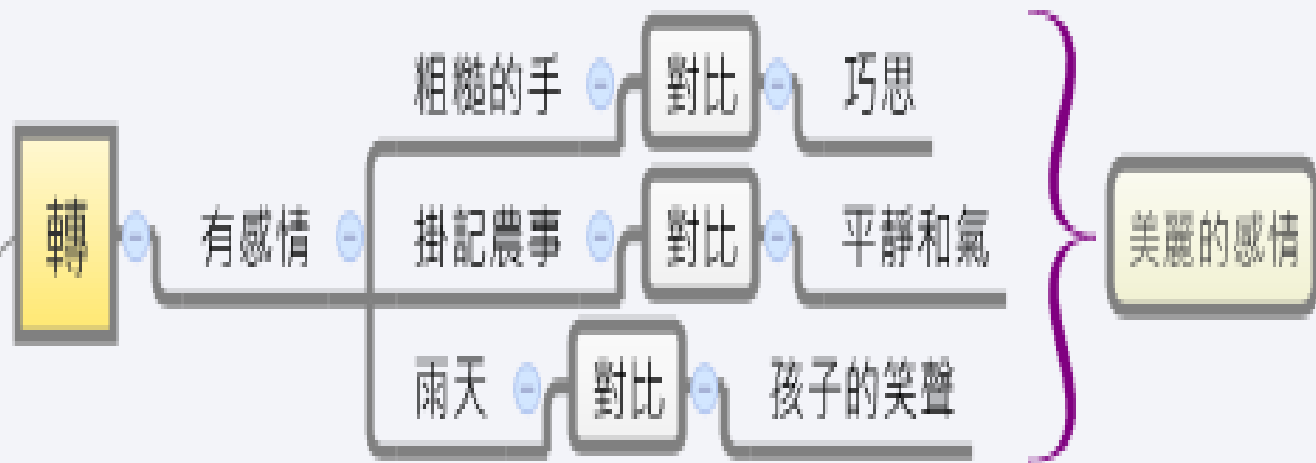 轉
有感情
粗糙的手 對比 巧思
掛記農事 對比 平靜和氣
雨天 對比 孩子的笑聲
美麗的感情